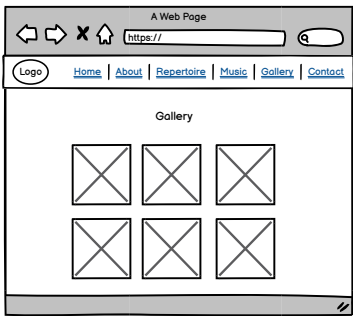 A Web Page
https://
Logo
Home | About | Repertoire | Music | Gallery | Contact
Gallery